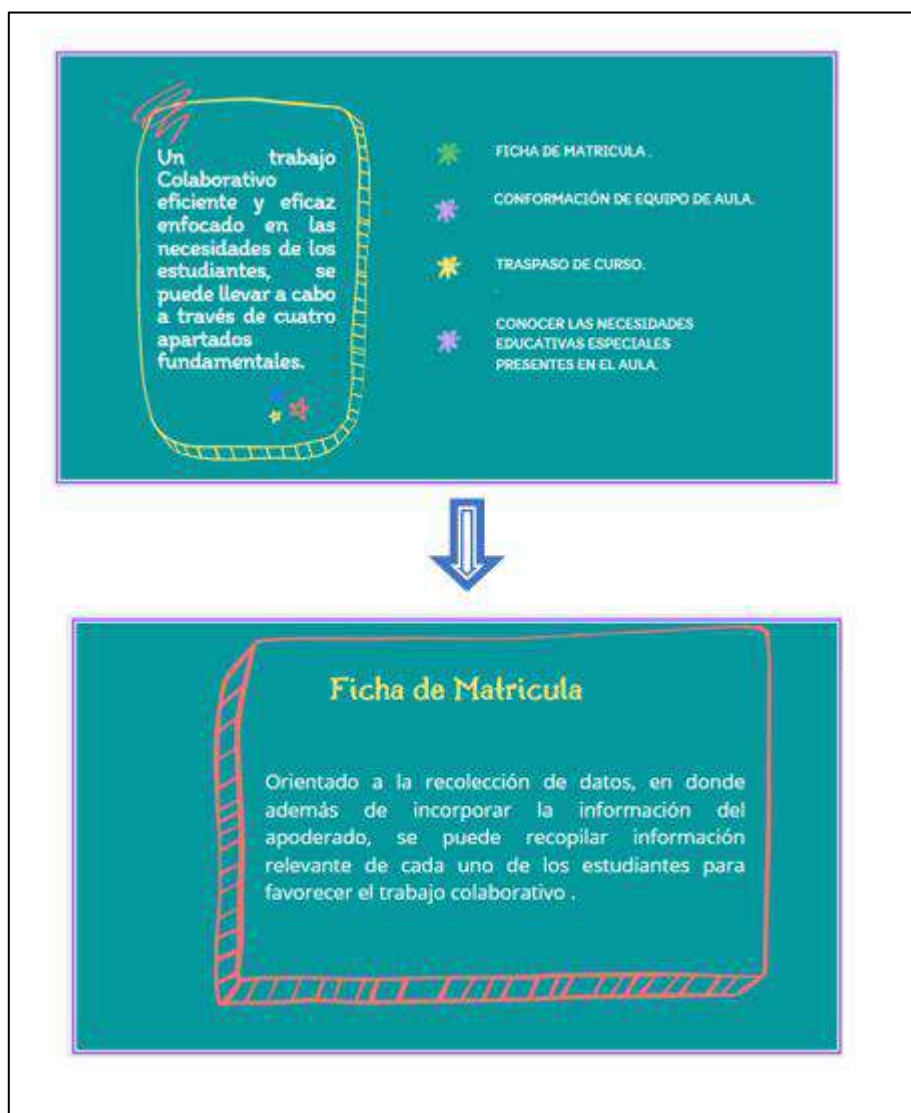 Un trabajo
Colaborativo
eficiente y eficaz
enfocado en las
necesidades de los
estudiantes, se
puede llevar a cabo
a través de cuatro
apartados
fundamentales.
FICHA DE MATRICULA .
CONFORMACIÓN DE EQUIPO DE AULA.
TRASPASO DE CURSO.
.
CONOCER LAS NECESIDADES
EDUCATIVAS ESPECIALES
PRESENTES EN EL AULA.
Ficha de Matricula
Orientado a la recolección de datos, en donde
además de incorporar la información del
apoderado, se puede recopilar información
relevante de cada uno de los estudiantes para
favorecer el trabajo colaborativo .